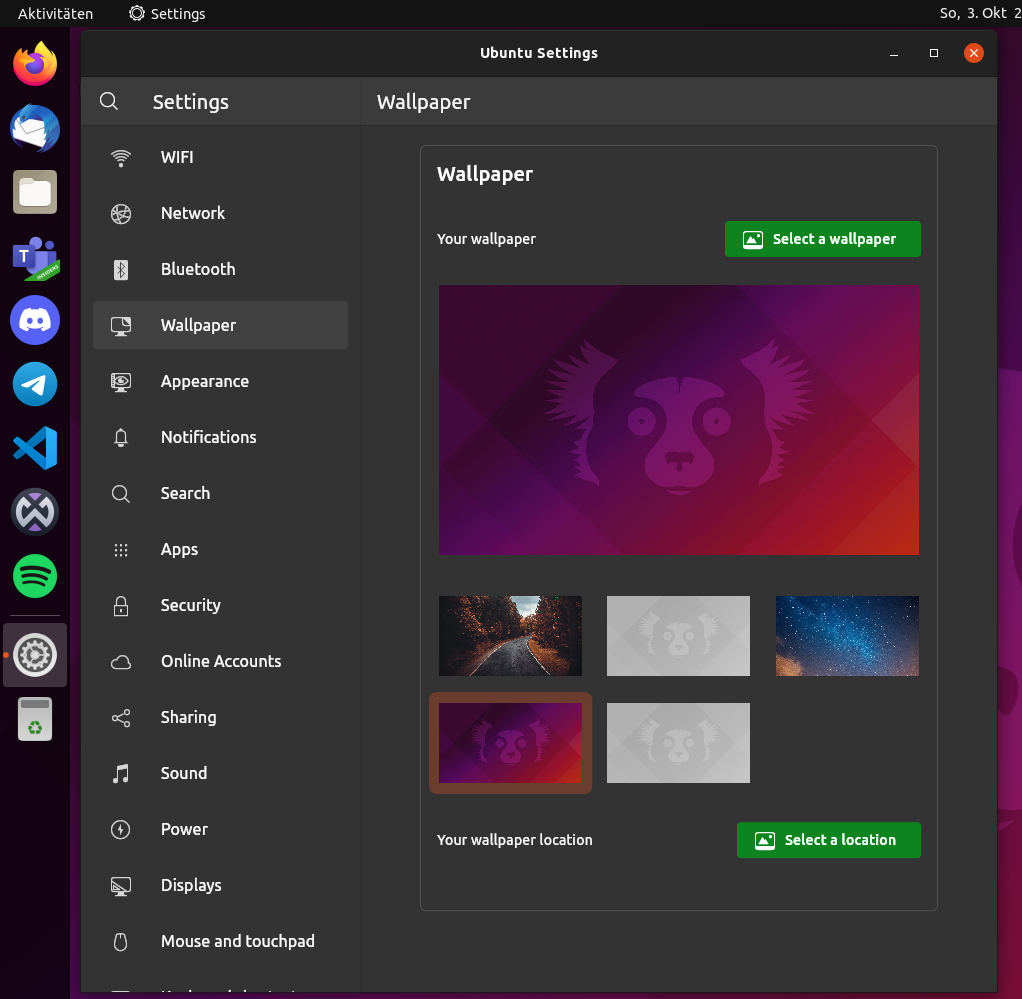 Aktivitäten
Settings
So, 3. Okt 2
Ubuntu Settings
Settings
Wallpaper
WIFI
Network
Bluetooth
Wallpaper
Appearance
Notifications
Search
Apps
Security
Online Accounts
Sharing
Sound
Power
Displays
Mouse and touchpad
Wallpaper
Your wallpaper
Select a wallpaper
Your wallpaper location
Select a location
T
INSIDERS